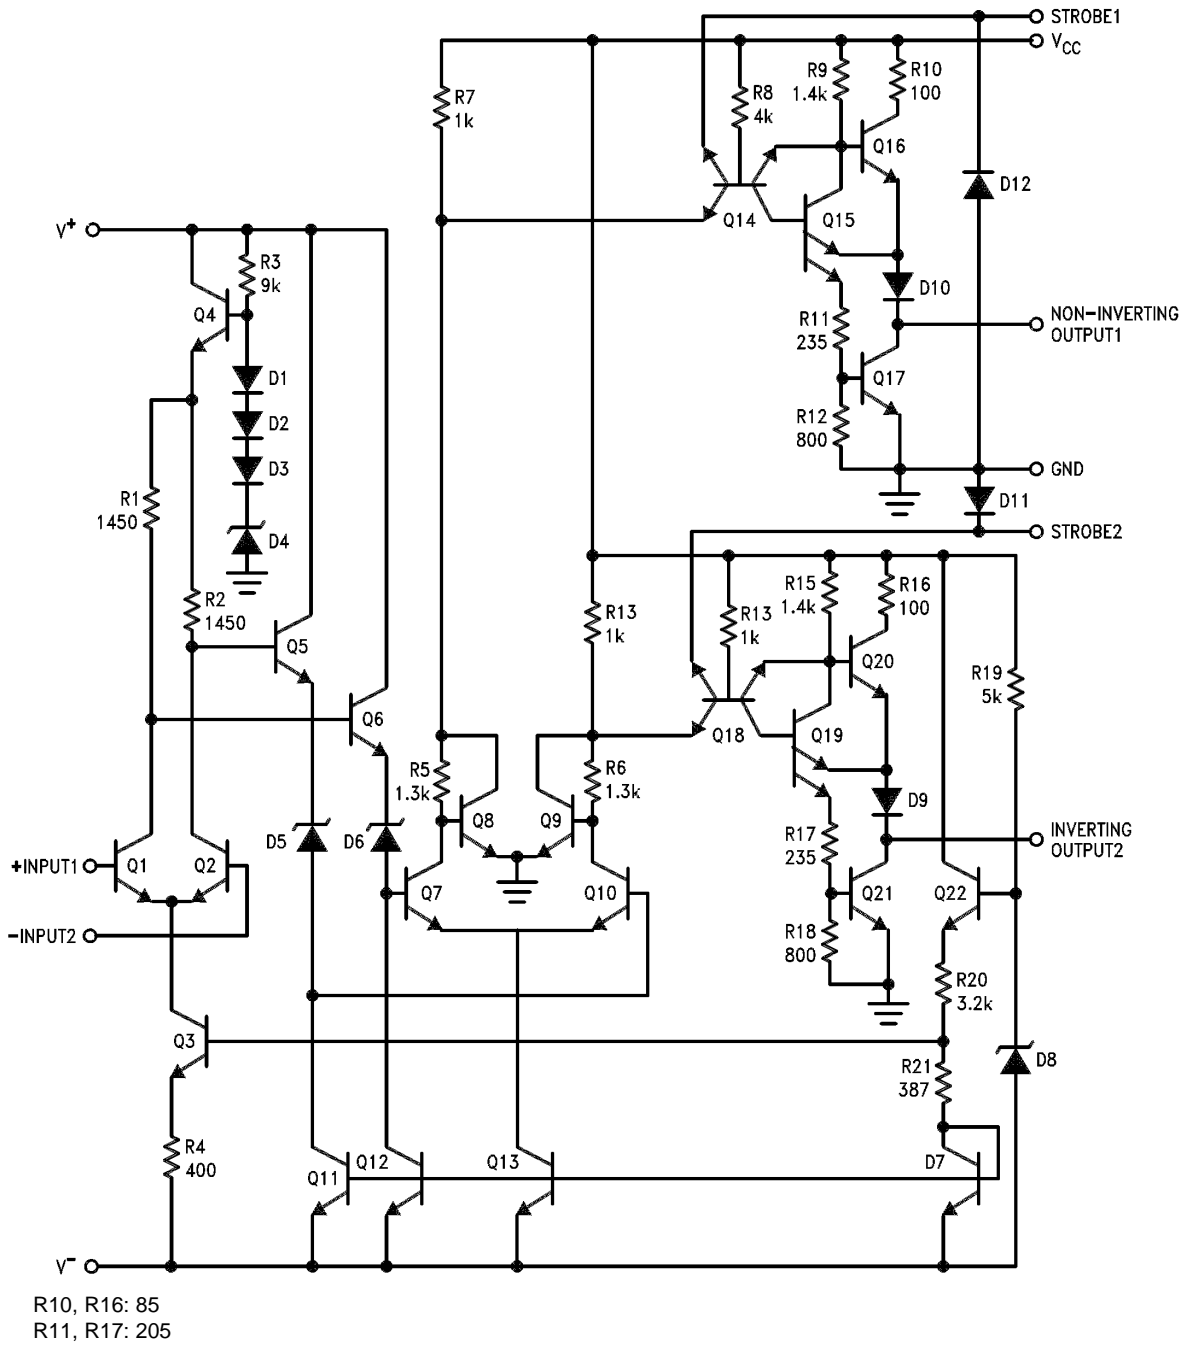 STROBE1
VCC
R7
1k
R8
4k
R9
1.4k
R10
100
Q16
D12
Q14
Q15
V+
R3
9k
Q4
D10
NON-INVERTING
OUTPUT1
R11
235
Q17
D1
D2
D3
D4
R12
800
GND
D11
STROBE2
R1
1450
R2
1450
Q5
Q6
R13
1k
R13
1k
R15
1.4k
R16
100
Q20
R19
5k
Q18
Q19
R5
1.3k
R6
1.3k
D9
Q8
Q9
D5
D6
R17
235
INVERTING
OUTPUT2
+INPUT1
Q1
Q2
Q7
Q10
Q21
Q22
-INPUT2
R18
800
R20
3.2k
Q3
D8
R21
387
R4
400
Q11
Q12
Q13
D7
V-
R10, R16: 85
R11, R17: 205